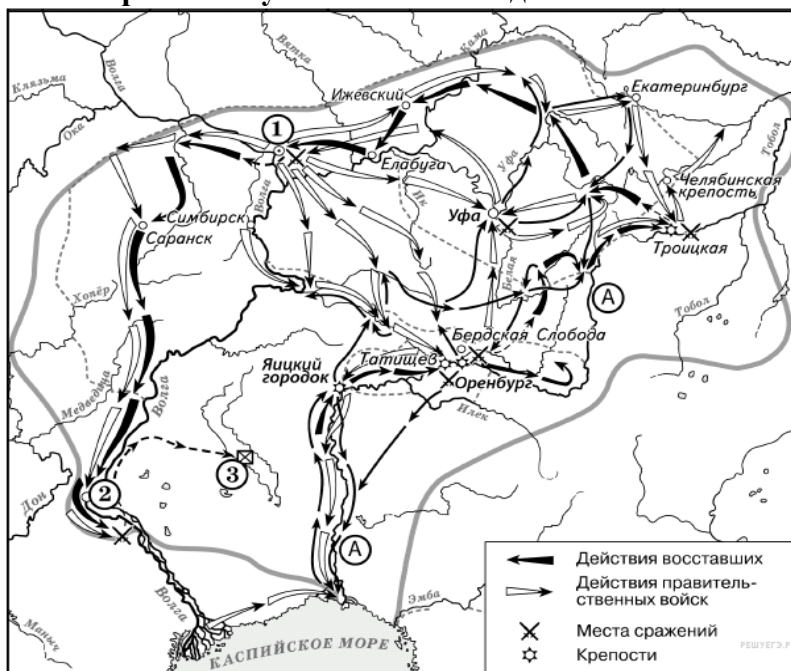 Клязьма
Волга
Вятка
Кама
Ока
Ижевский
Екатеринбург
Тобол
1
Елабуга
Волга
Ик
Уфа
Уфа
Челябинская
крепость
Симбирск
Саранск
Троицкая
Белая
А
Хопёр
Тобол
Бердская Слобода
Татищев
Яицкий
городок
Оренбург
Медведица
Волга
Илек
3
Дон
2
А
Волга
Эмба
Маныч
КАСПИЙСКОЕ МОРЕ
Действия восставших
Действия правитель-
ственных войск
Места сражений
Крепости